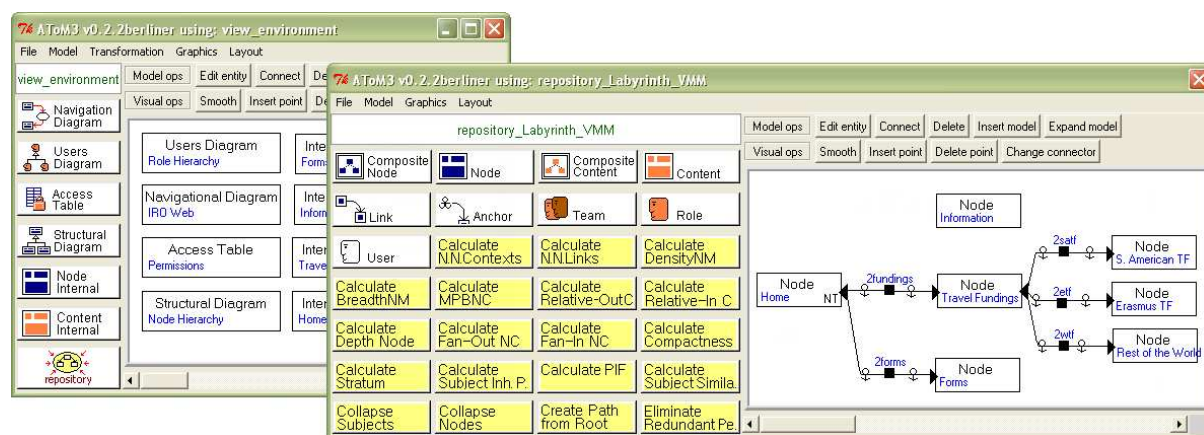 AToM3 v0.2.2berliner using: view_environment
File Model Transformation Graphics Layout
view_environment
Model ops Edit entity Connect
Visual ops Smooth Insert point
Navigation
Diagram
Users
Diagram
Access
Table
Structural
Diagram
Node
Internal
Content
Internal
repository
Users Diagram
Role Hierarchy
Navigational Diagram
IRO Web
Access Table
Permissions
Structural Diagram
Node Hierarchy
Home
AToM3 v0.2.2berliner using: repository_Labyrinth_VMM
File Model Graphics Layout
repository_Labyrinth_VMM
Model ops Edit entity Connect Delete Insert model Expand model
Visual ops Smooth Insert point Delete point Change connector
Composite
Node
Node
Composite
Content
Content
Link
Anchor
Team
Role
User
Calculate
N.N.Contexts
Calculate
N.N.Links
Calculate
DensityNM
Calculate
BreadthNM
Calculate
MPBNC
Calculate
Relative-OutC
Calculate
Relative-In C
Calculate
Depth Node
Calculate
Fan-Out NC
Calculate
Fan-In NC
Calculate
Compactness
Calculate
Stratum
Calculate
Subject Inh. P.
Calculate PIF
Calculate
Subject Simila.
Collapse
Subjects
Collapse
Nodes
Create Path
from Root
Eliminate
Redundant Pe.
Node
Information
Node
Home NT
2fundings
Node
Travel Fundings
2satf
Node
S. American TF
2etf
Node
Erasmus TF
2wtf
Node
Rest of the World
2forms
Node
Forms